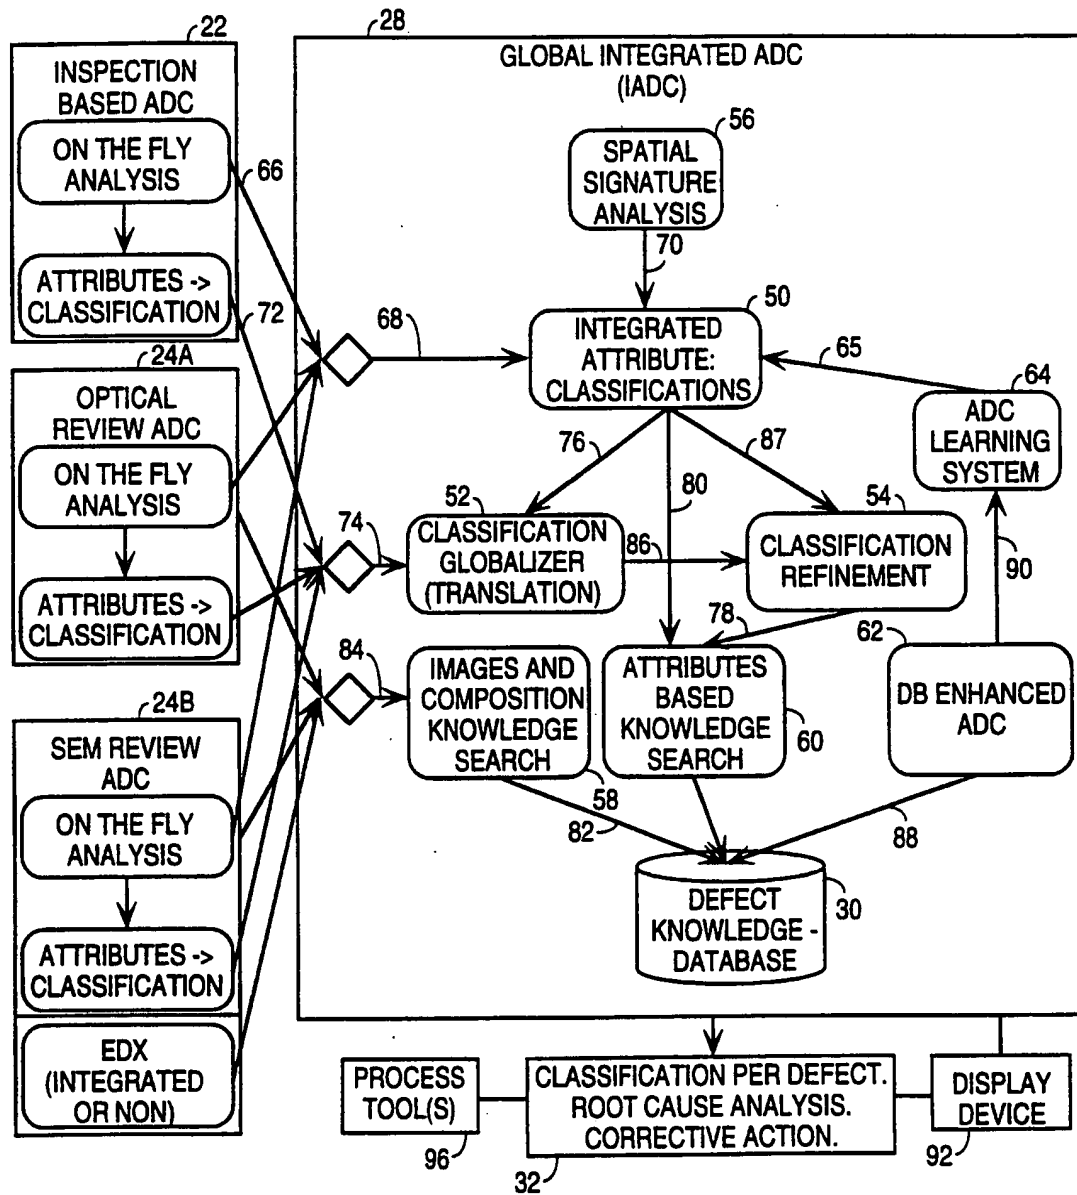 22
INSPECTION
BASED ADC
ON THE FLY
ANALYSIS
ATTRIBUTES ->
CLASSIFICATION
66
72
24A
OPTICAL
REVIEW ADC
ON THE FLY
ANALYSIS
ATTRIBUTES ->
CLASSIFICATION
24B
SEM REVIEW
ADC
ON THE FLY
ANALYSIS
ATTRIBUTES ->
CLASSIFICATION
EDX
(INTEGRATED
OR NON)
28
GLOBAL INTEGRATED ADC
(IADC)
56
SPATIAL
SIGNATURE
ANALYSIS
70
50
68
INTEGRATED
ATTRIBUTE:
CLASSIFICATIONS
65
64
ADC
LEARNING
SYSTEM
76
80
87
52
74
CLASSIFICATION
GLOBALIZER
(TRANSLATION)
86
54
CLASSIFICATION
REFINEMENT
90
78
62
84
IMAGES AND
COMPOSITION
KNOWLEDGE
SEARCH
58
ATTRIBUTES
BASED
KNOWLEDGE
SEARCH
60
DB ENHANCED
ADC
82
88
DEFECT
KNOWLEDGE -
DATABASE
30
PROCESS
TOOL(S)
96
CLASSIFICATION PER DEFECT.
ROOT CAUSE ANALYSIS.
CORRECTIVE ACTION.
32
DISPLAY
DEVICE
92